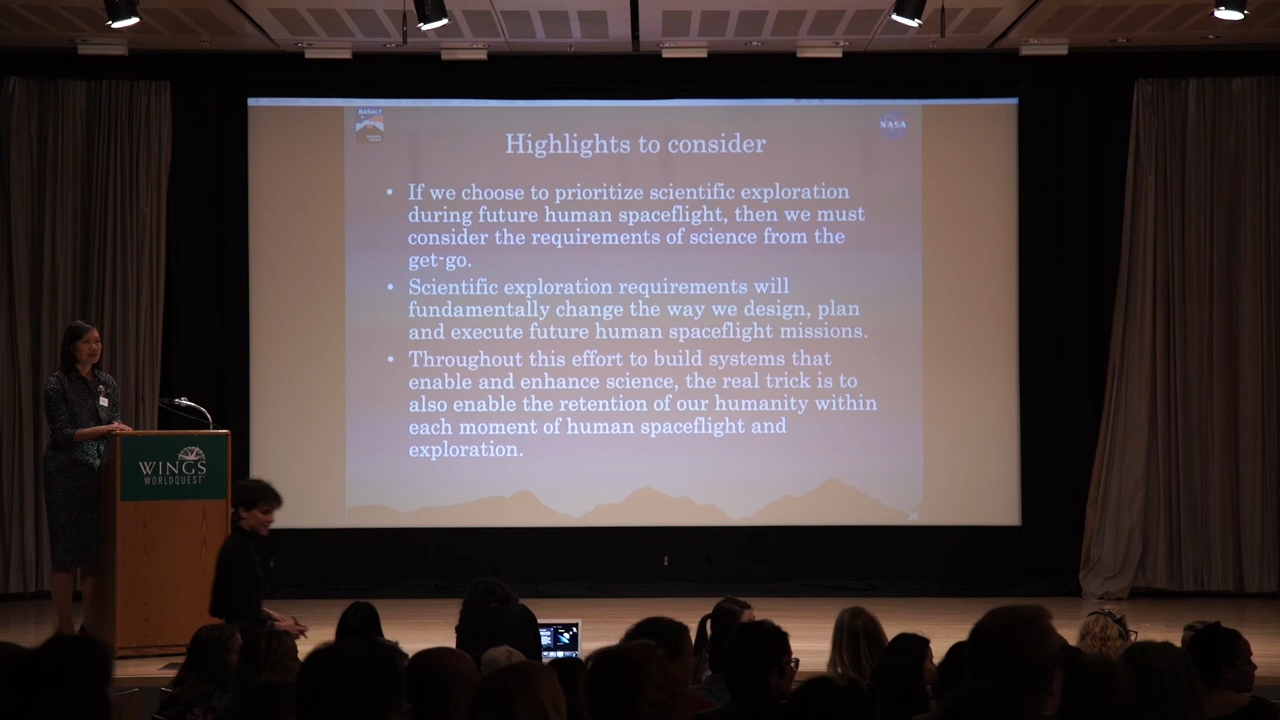 BASALT
NASA
Highlights to consider
• If we choose to prioritize scientific exploration
during future human spaceflight, then we must
consider the requirements of science from the
get-go.
• Scientific exploration requirements will
fundamentally change the way we design, plan
and execute future human spaceflight missions.
• Throughout this effort to build systems that
enable and enhance science, the real trick is to
also enable the retention of our humanity within
each moment of human spaceflight and
exploration.
26
WINGS
WORLDQUEST